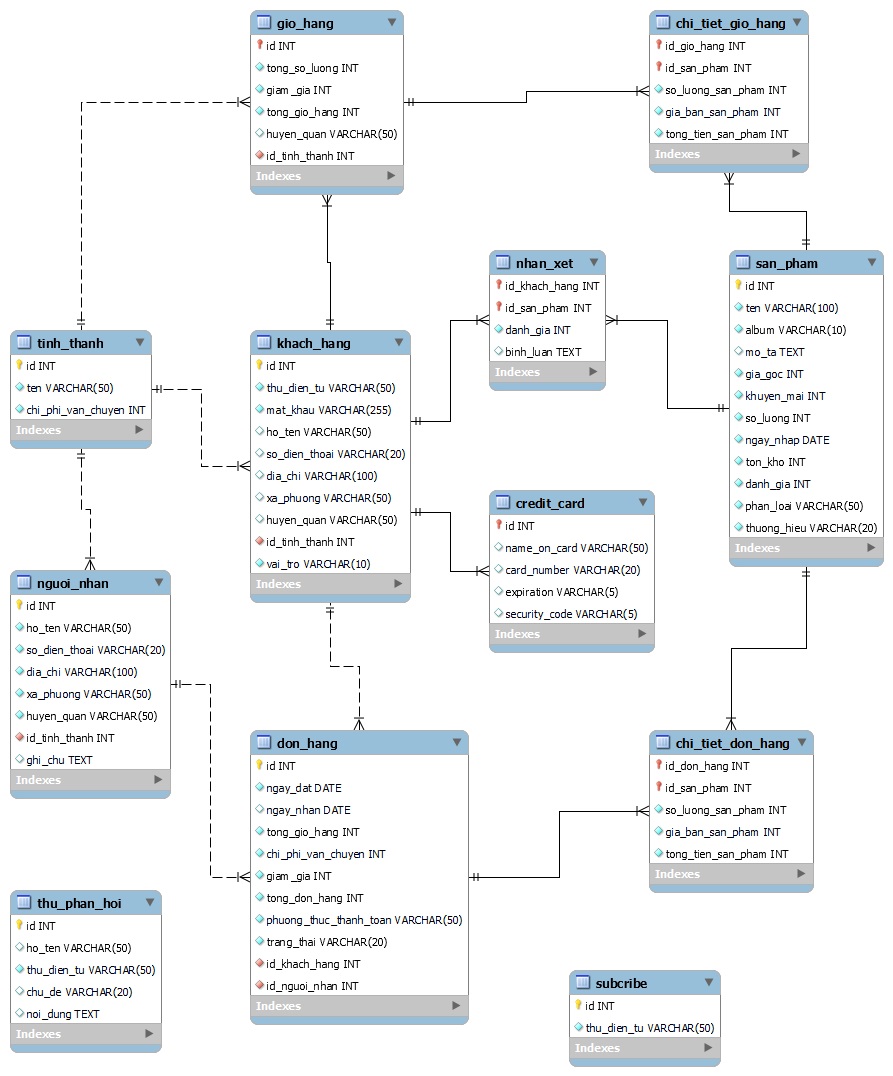 gio_hang
id INT
tong_so_luong INT
giam_gia INT
tong_gio_hang INT
huyen_quan VARCHAR(50)
id_tinh_thanh INT
Indexes
chi_tiet_gio_hang
id_gio_hang INT
id_san_pham INT
so_luong_san_pham INT
gia_ban_san_pham INT
tong_tien_san_pham INT
Indexes
nhan_xet
id_khach_hang INT
id_san_pham INT
danh_gia INT
binh_luan TEXT
Indexes
san_pham
id INT
ten VARCHAR(100)
album VARCHAR(10)
mo_ta TEXT
gia_goc INT
khuyen_mai INT
so_luong INT
ngay_nhap DATE
ton_kho INT
danh_gia INT
phan_loai VARCHAR(50)
thuong_hieu VARCHAR(20)
Indexes
tinh_thanh
id INT
ten VARCHAR(50)
chi_phi_van_chuyen INT
Indexes
khach_hang
id INT
thu_dien_tu VARCHAR(50)
mat_khau VARCHAR(255)
ho_ten VARCHAR(50)
so_dien_thoai VARCHAR(20)
dia_chi VARCHAR(100)
xa_phuong VARCHAR(50)
huyen_quan VARCHAR(50)
id_tinh_thanh INT
vai_tro VARCHAR(10)
Indexes
credit_card
id INT
name_on_card VARCHAR(50)
card_number VARCHAR(20)
expiration VARCHAR(5)
security_code VARCHAR(5)
Indexes
nguoi_nhan
id INT
ho_ten VARCHAR(50)
so_dien_thoai VARCHAR(20)
dia_chi VARCHAR(100)
xa_phuong VARCHAR(50)
huyen_quan VARCHAR(50)
id_tinh_thanh INT
ghi_chu TEXT
Indexes
don_hang
id INT
ngay_dat DATE
ngay_nhan DATE
tong_gio_hang INT
chi_phi_van_chuyen INT
giam_gia INT
tong_don_hang INT
phuong_thuc_thanh_toan VARCHAR(50)
trang_thai VARCHAR(20)
id_khach_hang INT
id_nguoi_nhan INT
Indexes
chi_tiet_don_hang
id_don_hang INT
id_san_pham INT
so_luong_san_pham INT
gia_ban_san_pham INT
tong_tien_san_pham INT
Indexes
thu_phan_hoi
id INT
ho_ten VARCHAR(50)
thu_dien_tu VARCHAR(50)
chu_de VARCHAR(20)
noi_dung TEXT
Indexes
subcribe
id INT
thu_dien_tu VARCHAR(50)
Indexes